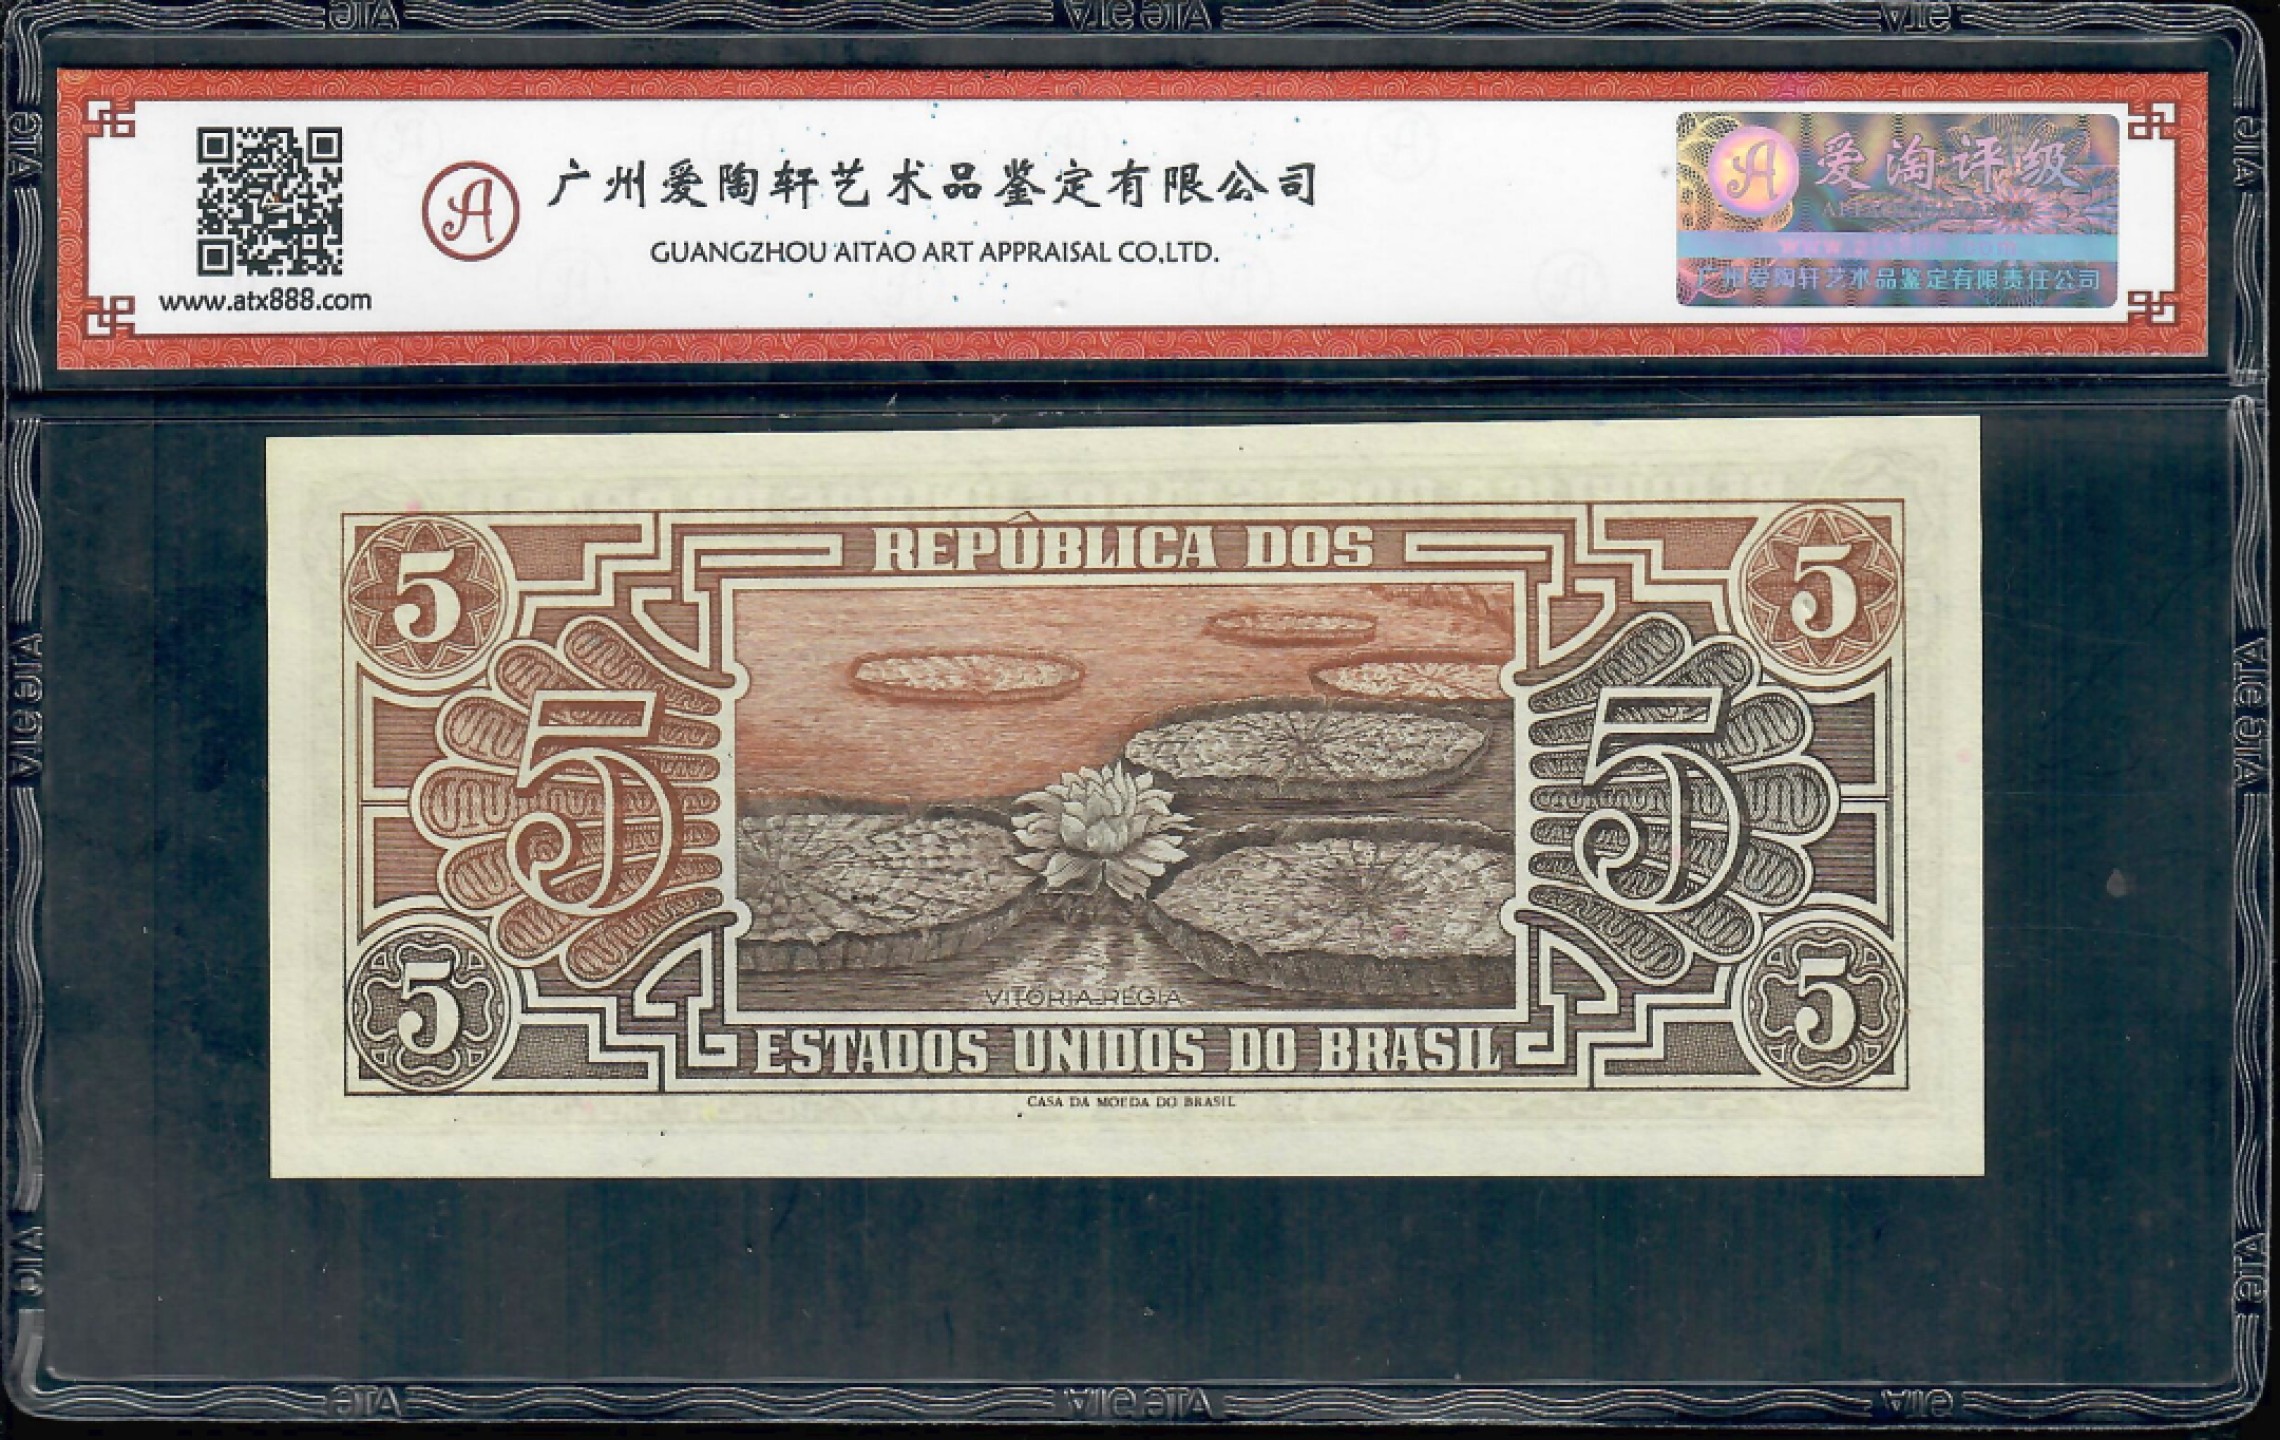 广州爱陶轩艺术品鉴定有限公司
GUANGZHOU AITAO ART APPRAISAL CO,LTD.
www.atx888.com
爱淘评级
广州爱陶轩艺术品鉴定有限责任公司
5
REPÚBLICA DOS
5
5
5
VITÓRIA-RÉGIA
5
ESTADOS UNIDOS DO BRASIL
5
CASA DA MOEDA DO BRASIL